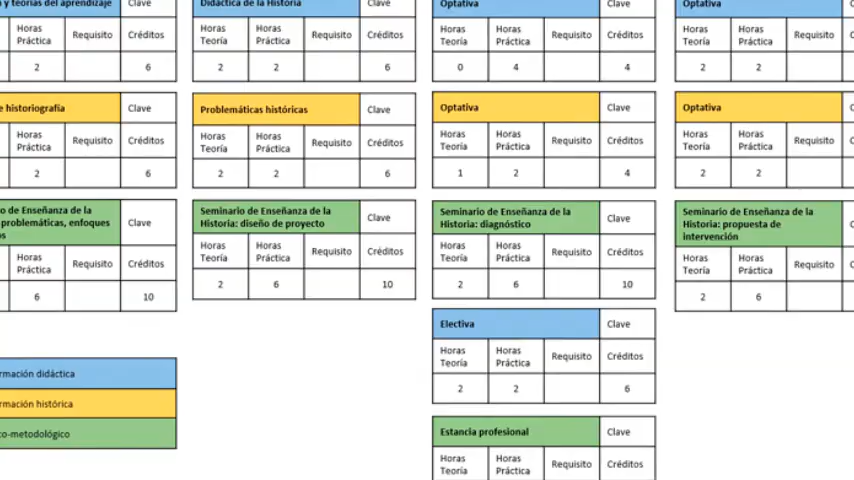 y teorías del aprendizaje Clave
Horas Práctica Requisito Créditos
2 6
e historiografía Clave
Horas Práctica Requisito Créditos
2 6
o de Enseñanza de la
problemáticas, enfoques
os
Clave
Horas Práctica Requisito Créditos
6 10
rmación didáctica
rmación histórica
co-metodológico
Didáctica de la Historia Clave
Horas Teoría Horas Práctica Requisito Créditos
2 2 6
Problemáticas históricas Clave
Horas Teoría Horas Práctica Requisito Créditos
2 2 6
Seminario de Enseñanza de la
Historia: diseño de proyecto
Clave
Horas Teoría Horas Práctica Requisito Créditos
2 6 10
Optativa Clave
Horas Teoría Horas Práctica Requisito Créditos
0 4 4
Optativa Clave
Horas Teoría Horas Práctica Requisito Créditos
1 2 4
Seminario de Enseñanza de la
Historia: diagnóstico
Clave
Horas Teoría Horas Práctica Requisito Créditos
2 6 10
Electiva Clave
Horas Teoría Horas Práctica Requisito Créditos
2 2 6
Estancia profesional Clave
Horas Teoría Horas Práctica Requisito Créditos
Optativa
Horas Teoría Horas Práctica Requisito
2 2
Optativa
Horas Teoría Horas Práctica Requisito
2 2
Seminario de Enseñanza de la
Historia: propuesta de
intervención
Horas Teoría Horas Práctica Requisito
2 6